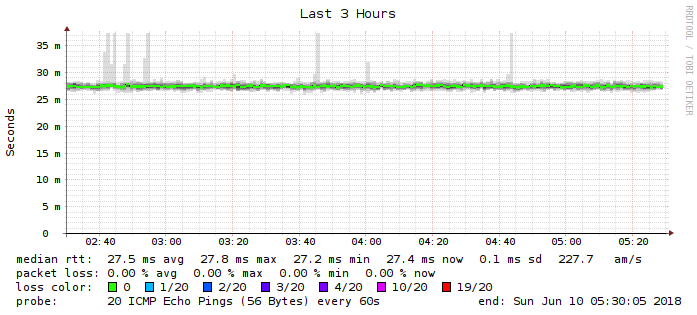 Last 3 Hours
RRDTOOL / TOBI OETIKER
Seconds
35 m
30 m
25 m
20 m
15 m
10 m
5 m
0
02:40 03:00 03:20 03:40 04:00 04:20 04:40 05:00 05:20
median rtt: 27.5 ms avg 27.8 ms max 27.2 ms min 27.4 ms now 0.1 ms sd 227.7 am/s
packet loss: 0.00 % avg 0.00 % max 0.00 % min 0.00 % now
loss color: 0 1/20 2/20 3/20 4/20 10/20 19/20
probe: 20 ICMP Echo Pings (56 Bytes) every 60s end: Sun Jun 10 05:30:05 2018